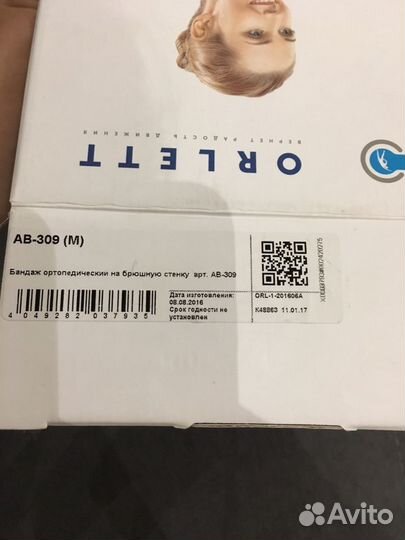 ORLETT
ВЕРНЕТ РАДОСТЬ ДВИЖЕНИЯ
AB-309 (M)
Бандаж ортопедический на брюшную стенку арт. AB-309
4 049282 037935
Дата изготовления:
08.08.2016
Срок годности не
установлен
ORL-1-201606A
K48863 11.01.17
Avito